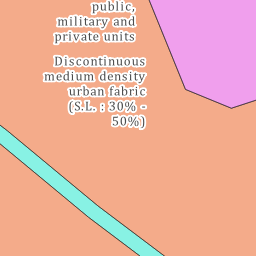 public,
military and
private units
Discontinuous
medium density
urban fabric
(S.L. : 30% -
50%)